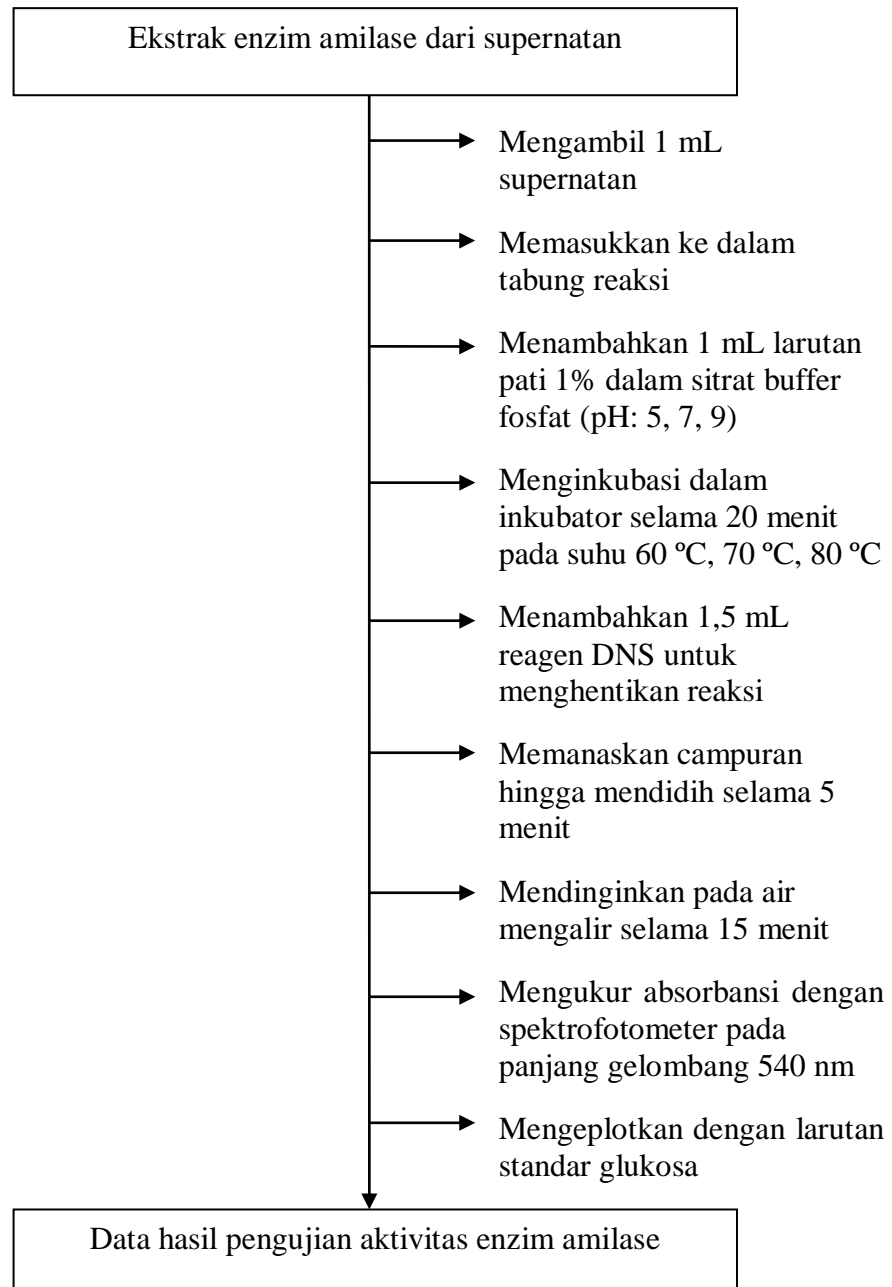 Ekstrak enzim amilase dari supernatan
Mengambil 1 mL
supernatan
Memasukkan ke dalam
tabung reaksi
Menambahkan 1 mL larutan
pati 1% dalam sitrat buffer
fosfat (pH: 5, 7, 9)
Menginkubasi dalam
inkubator selama 20 menit
pada suhu 60 ºC, 70 ºC, 80 ºC
Menambahkan 1,5 mL
reagen DNS untuk
menghentikan reaksi
Memanaskan campuran
hingga mendidih selama 5
menit
Mendinginkan pada air
mengalir selama 15 menit
Mengukur absorbansi dengan
spektrofotometer pada
panjang gelombang 540 nm
Mengeplotkan dengan larutan
standar glukosa
Data hasil pengujian aktivitas enzim amilase